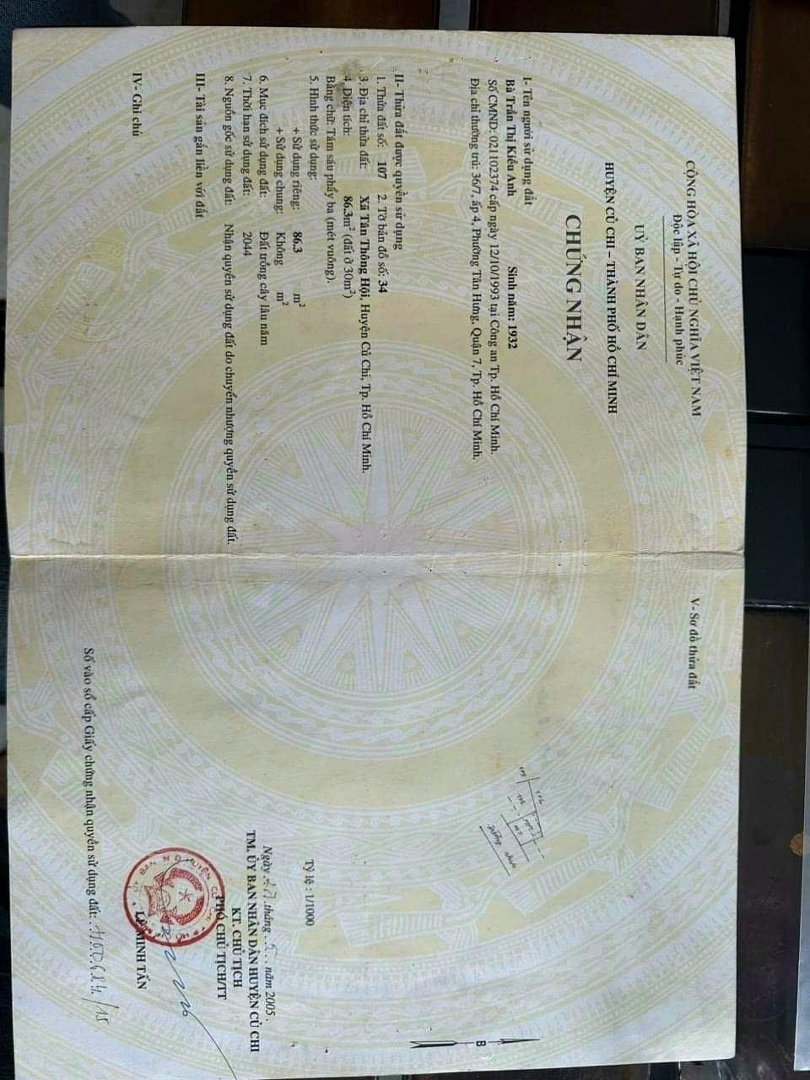 CỘNG HÒA XÃ HỘI CHỦ NGHĨA VIỆT NAM
Độc lập - Tự do - Hạnh phúc
UỶ BAN NHÂN DÂN
HUYỆN CỦ CHI – THÀNH PHỐ HỒ CHÍ MINH
CHỨNG NHẬN
I- Tên người sử dụng đất
Bà Trần Thị Kiều Anh Sinh năm: 1932
Số CMND: 021102374 cấp ngày 12/10/1993 tại Công an Tp. Hồ Chí Minh.
Địa chỉ thường trú: 36/7, ấp 4, Phường Tân Hưng, Quận 7, Tp. Hồ Chí Minh.
II- Thửa đất được quyền sử dụng
1. Thửa đất số: 107 2. Tờ bản đồ số: 34
3. Địa chỉ thửa đất: Xã Tân Thông Hội, Huyện Củ Chi, Tp. Hồ Chí Minh.
4. Diện tích: 86.3m² (đất ở 30m²)
Bằng chữ: Tám sáu phẩy ba (mét vuông).
5. Hình thức sử dụng:
+ Sử dụng riêng: 86.3 m²
+ Sử dụng chung: Không m²
6. Mục đích sử dụng đất: Đất trồng cây lâu năm
7. Thời hạn sử dụng đất: 2044
8. Nguồn gốc sử dụng đất: Nhận quyền sử dụng đất do chuyển nhượng quyền sử dụng đất.
III- Tài sản gắn liền với đất
IV- Ghi chú
V- Sơ đồ thửa đất
B
Tỷ lệ : 1/1000
Ngày tháng năm 2005.
TM. ỦY BAN NHÂN DÂN HUYỆN CỦ CHI
KT. CHỦ TỊCH
PHÓ CHỦ TỊCH/TT
LÊ MINH TẤN
Số vào sổ cấp Giấy chứng nhận quyền sử dụng đất: